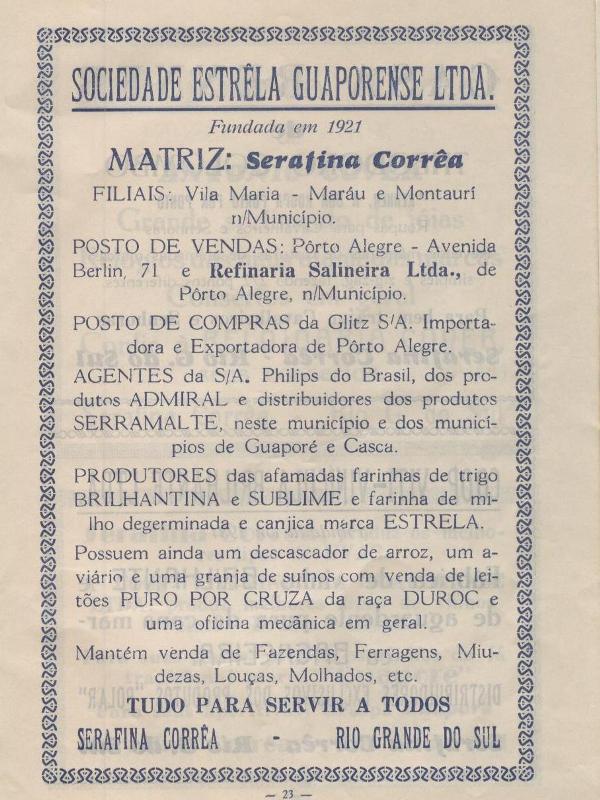 SOCIEDADE ESTRÊLA GUAPORENSE LTDA.
Fundada em 1921
MATRIZ: Serafina Corrêa
FILIAIS: Vila Maria - Maráu e Montaurí
n/Município.
POSTO DE VENDAS: Pôrto Alegre - Avenida
Berlin, 71 e Refinaria Salineira Ltda., de
Pôrto Alegre, n/Município.
POSTO DE COMPRAS da Glitz S/A. Importa-
dora e Exportadora de Pôrto Alegre.
AGENTES da S/A. Philips do Brasil, dos pro-
dutos ADMIRAL e distribuidores dos produtos
SERRAMALTE, neste município e dos municí-
pios de Guaporé e Casca.
PRODUTORES das afamadas farinhas de trigo
BRILHANTINA e SUBLIME e farinha de mi-
lho degerminada e canjica marca ESTRELA.
Possuem ainda um descascador de arroz, um a-
viário e uma granja de suínos com venda de lei-
tões PURO POR CRUZA da raça DUROC e
uma oficina mecânica em geral.
Mantém venda de Fazendas, Ferragens, Miu-
dezas, Louças, Molhados, etc.
TUDO PARA SERVIR A TODOS
SERAFINA CORRÊA - RIO GRANDE DO SUL
— 23 —